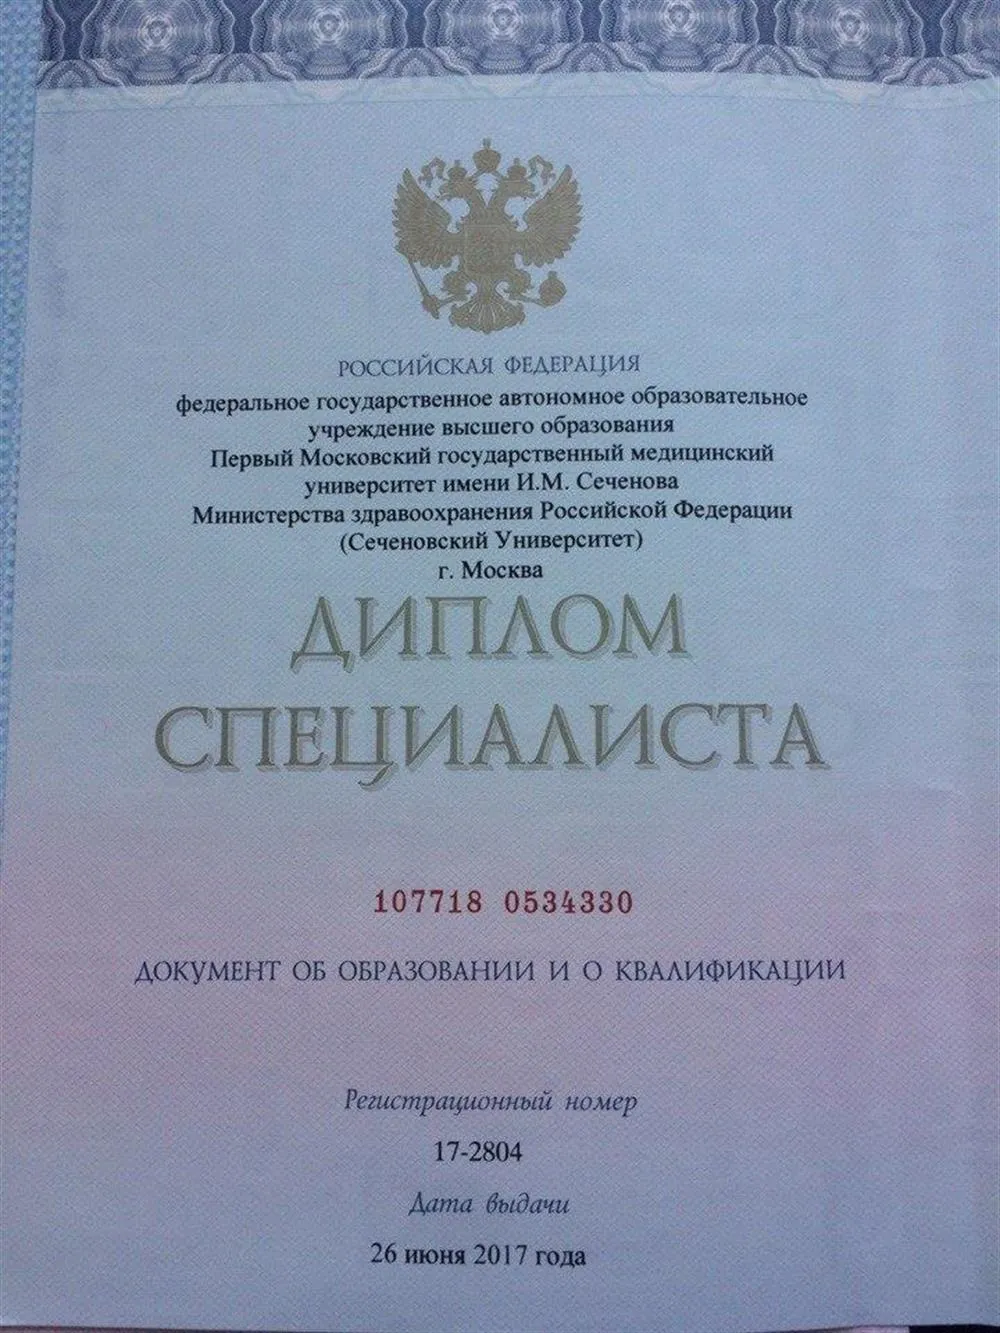 РОССИЙСКАЯ ФЕДЕРАЦИЯ
федеральное государственное автономное образовательное
учреждение высшего образования
Первый Московский государственный медицинский
университет имени И.М. Сеченова
Министерства здравоохранения Российской Федерации
(Сеченовский Университет)
г. Москва
ДИПЛОМ
СПЕЦИАЛИСТА
107718 0534330
ДОКУМЕНТ ОБ ОБРАЗОВАНИИ И О КВАЛИФИКАЦИИ
Регистрационный номер
17-2804
Дата выдачи
26 июня 2017 года